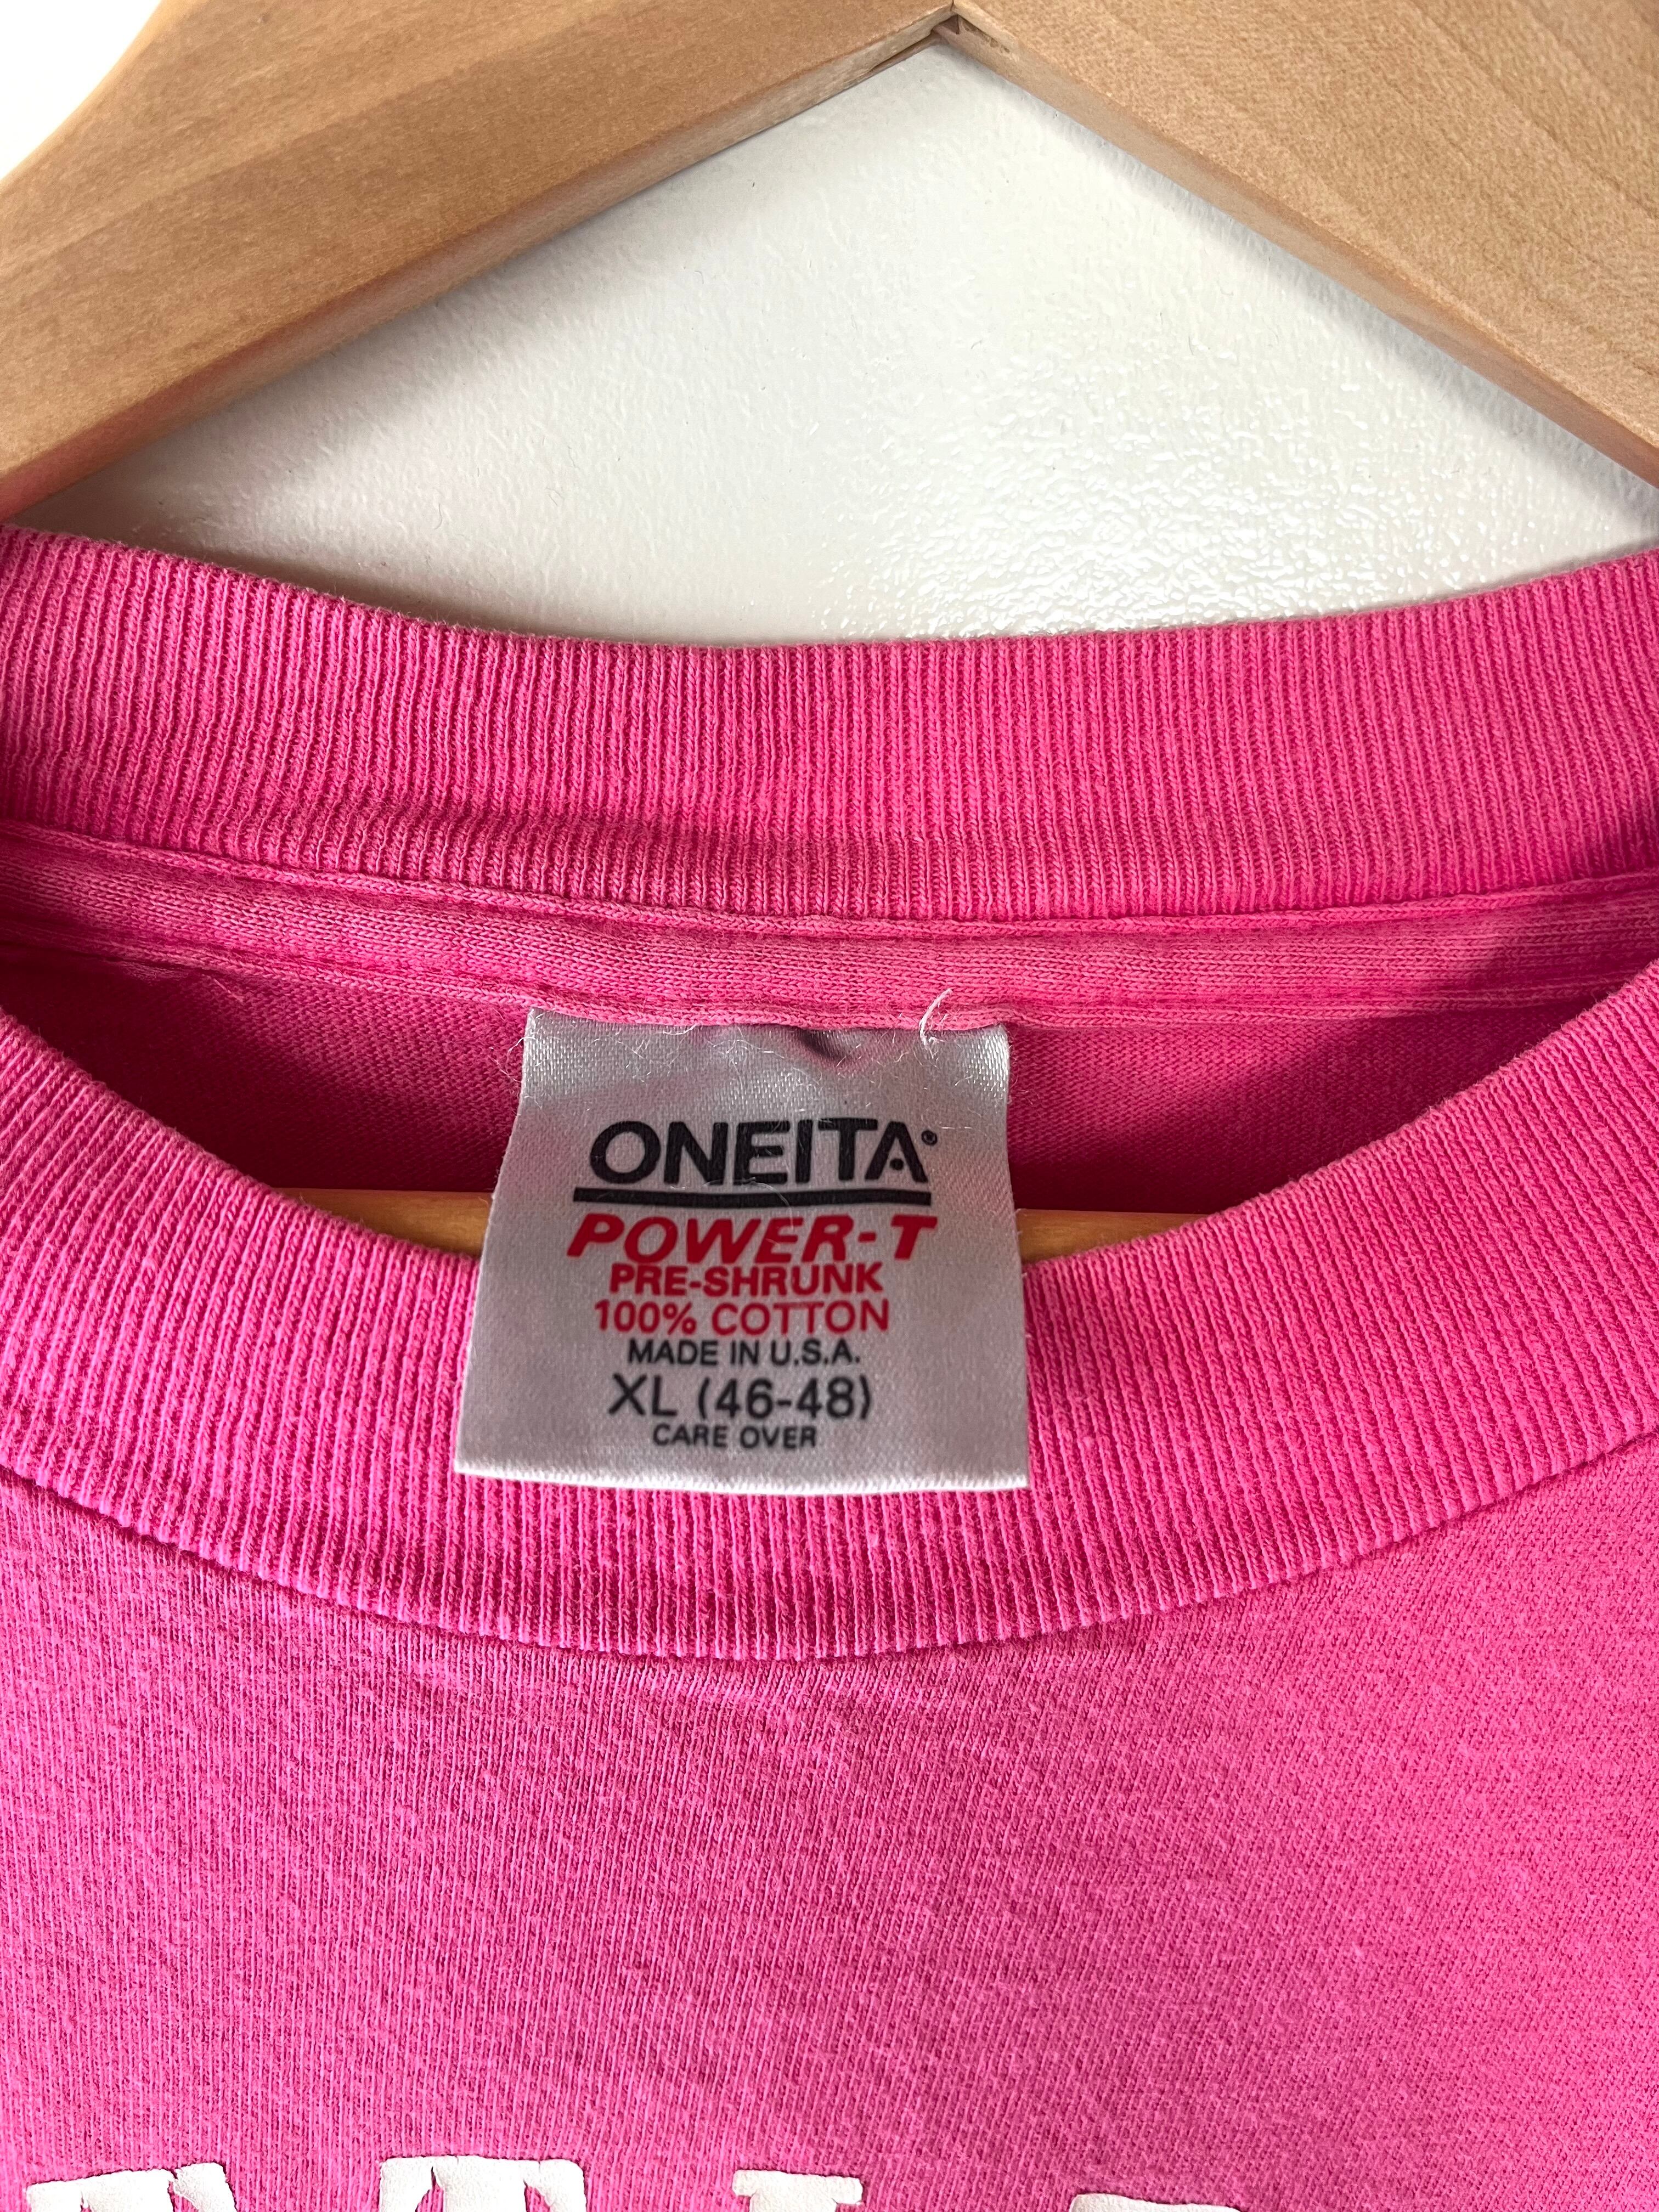 ONEITA®
POWER-T
PRE-SHRUNK
100% COTTON
MADE IN U.S.A.
XL (46-48)
CARE OVER